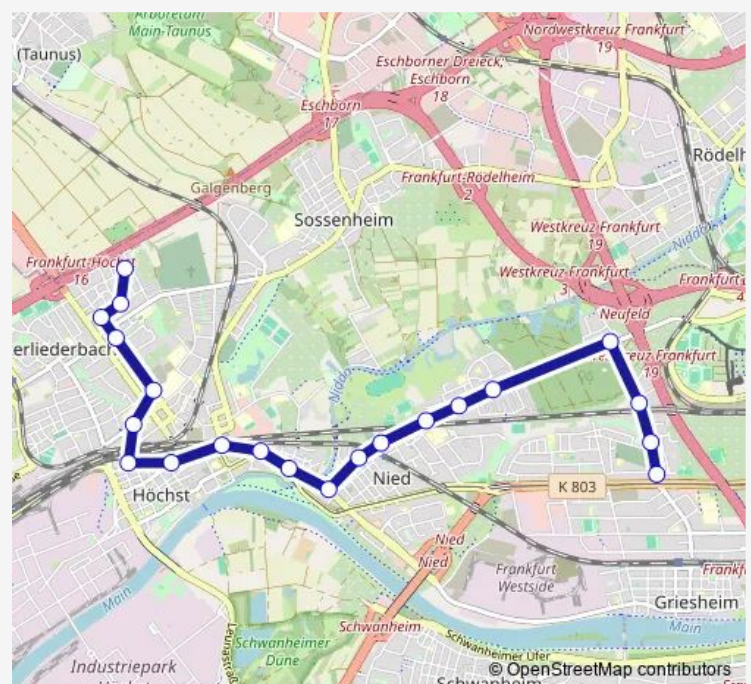 Arboretum
Main-Taunus
(Taunus)
Nordwestkreuz Frankfurt
19
Eschborner Dreieck;
Eschborn
18
Eschborn
17
Rödelh
Frankfurt-Rödelheim
2
Galgenberg
Sossenheim
Westkreuz Frankfurt
19
Nidda
Frankfurt-Höchst
16
Westkreuz Frankfurt
3
Frankfurt
4
Neufeld
erliederbach
kreuz Frankfurt
19
Nidda
Höchst
Nied
K 803
Nied
Nied
Frankfurt
Westside
Frankf
Main
Griesheim
Schwanheim
Main
Leunastraß
Schwanheimer
Düne
Schwanheimer Ufer
Industriepark
© OpenStreetMap contributors